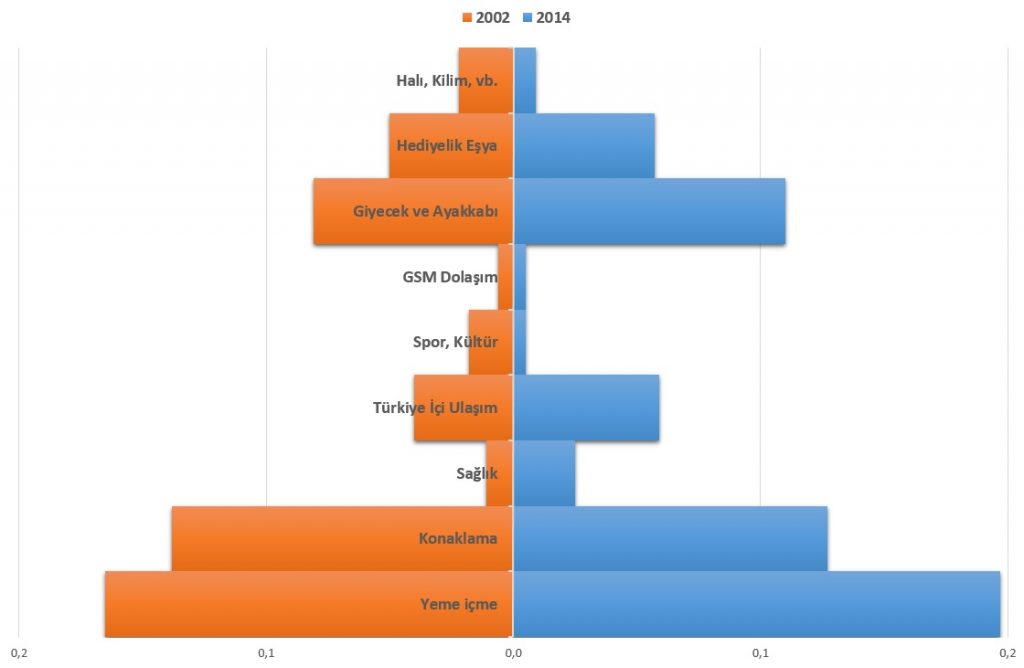 2002 2014
Halı, Kilim, vb.
Hediyelik Eşya
Giyecek ve Ayakkabı
GSM Dolaşım
Spor, Kültür
Türkiye İçi Ulaşım
Sağlık
Konaklama
Yeme içme
0,2 0,1 0,0 0,1 0,2